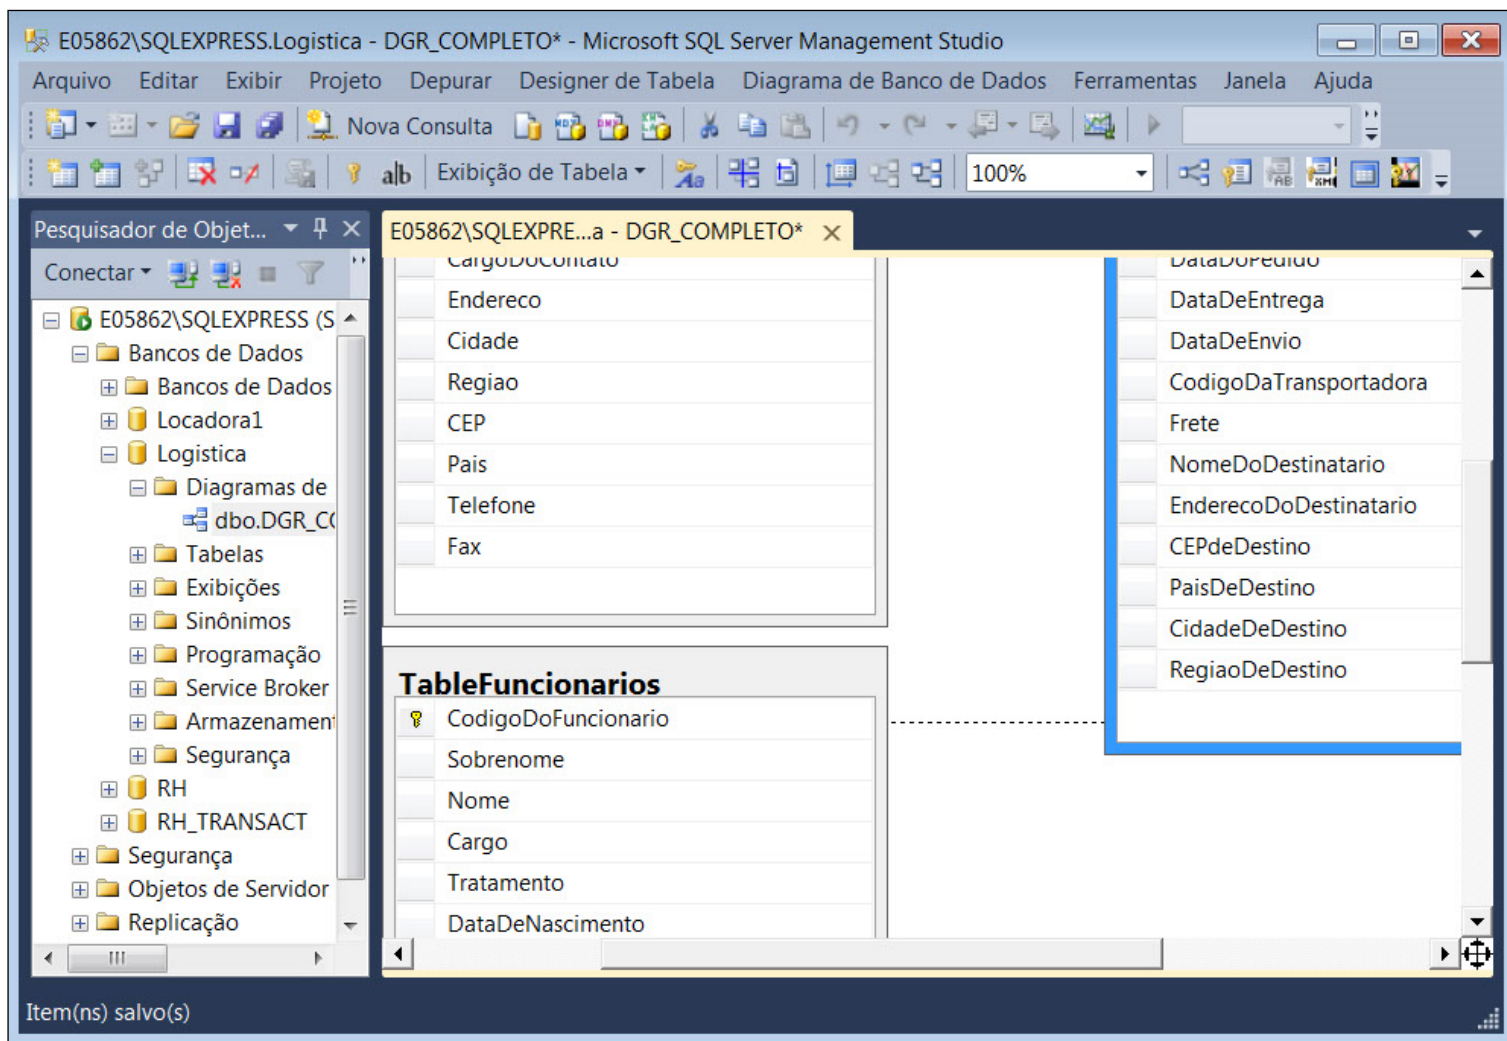 E05862\SQLEXPRESS.Logistica - DGR_COMPLETO* - Microsoft SQL Server Management Studio
Arquivo Editar Exibir Projeto Depurar Designer de Tabela Diagrama de Banco de Dados Ferramentas Janela Ajuda
Nova Consulta
Exibição de Tabela 100%
Pesquisador de Objet...
Conectar
E05862\SQLEXPRESS (S
Bancos de Dados
Bancos de Dados
Locadora1
Logistica
Diagramas de
dbo.DGR_C
Tabelas
Exibições
Sinônimos
Programação
Service Broker
Armazenament
Segurança
RH
RH_TRANSACT
Segurança
Objetos de Servidor
Replicação
E05862\SQLEXPRE...a - DGR_COMPLETO*
CargoDoContato
Endereco
Cidade
Regiao
CEP
Pais
Telefone
Fax
TableFuncionarios
CodigoDoFuncionario
Sobrenome
Nome
Cargo
Tratamento
DataDeNascimento
DataDoPedido
DataDeEntrega
DataDeEnvio
CodigoDaTransportadora
Frete
NomeDoDestinatario
EnderecoDoDestinatario
CEPdeDestino
PaisDeDestino
CidadeDeDestino
RegiaoDeDestino
Item(ns) salvo(s)